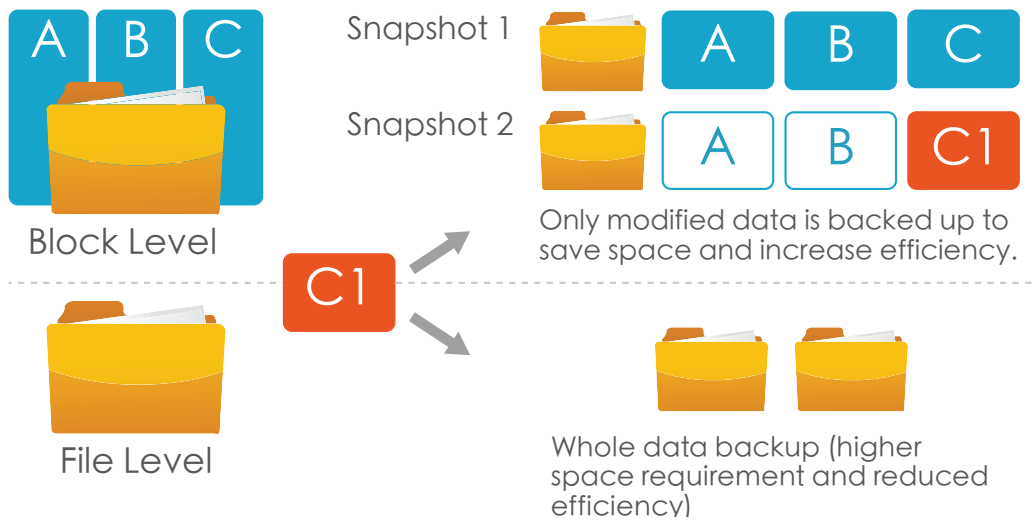 A B C
Block Level
Snapshot 1
A B C
Snapshot 2
A B C1
Only modified data is backed up to
save space and increase efficiency.
C1
File Level
Whole data backup (higher
space requirement and reduced
efficiency)